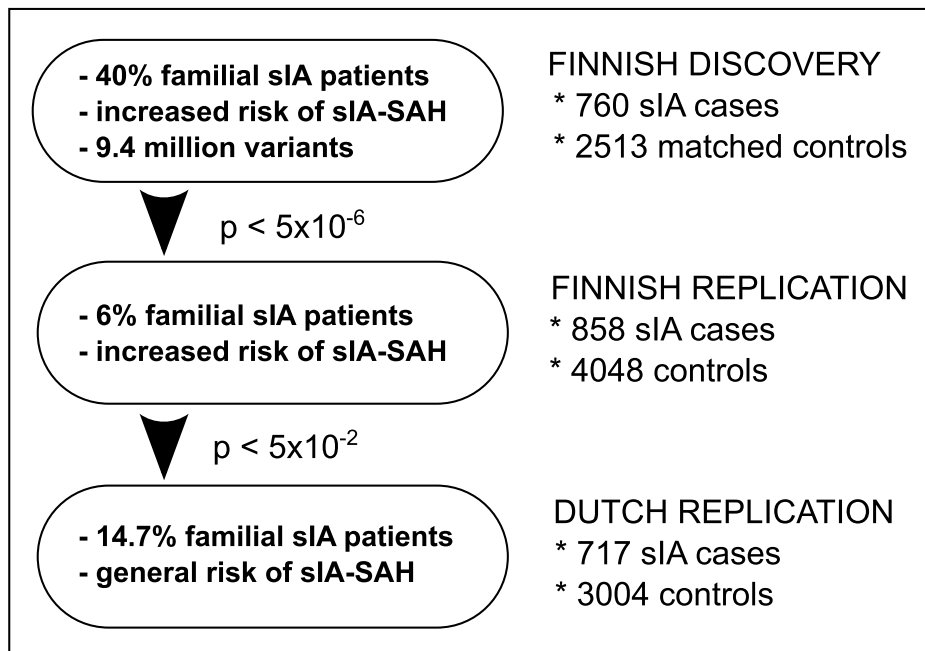 - 40% familial sIA patients
- increased risk of sIA-SAH
- 9.4 million variants
FINNISH DISCOVERY
* 760 sIA cases
* 2513 matched controls
p < 5x10⁻⁶
- 6% familial sIA patients
- increased risk of sIA-SAH
FINNISH REPLICATION
* 858 sIA cases
* 4048 controls
p < 5x10⁻²
- 14.7% familial sIA patients
- general risk of sIA-SAH
DUTCH REPLICATION
* 717 sIA cases
* 3004 controls